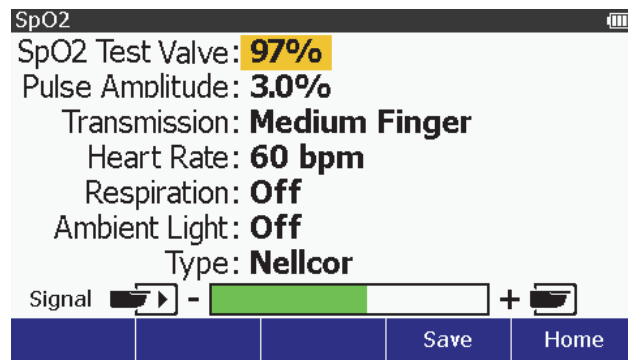 SpO2
SpO2 Test Valve: 97%
Pulse Amplitude: 3.0%
Transmission: Medium Finger
Heart Rate: 60 bpm
Respiration: Off
Ambient Light: Off
Type: Nellcor
Signal - +
Save Home